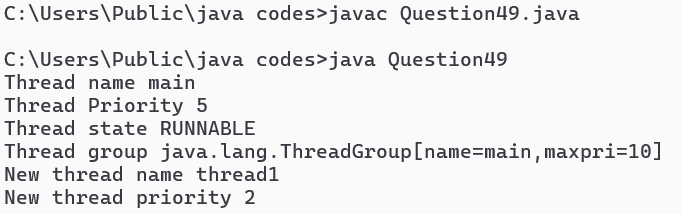 C:\Users\Public\java codes>javac Question49.java
C:\Users\Public\java codes>java Question49
Thread name main
Thread Priority 5
Thread state RUNNABLE
Thread group java.lang.ThreadGroup[name=main,maxpri=10]
New thread name thread1
New thread priority 2